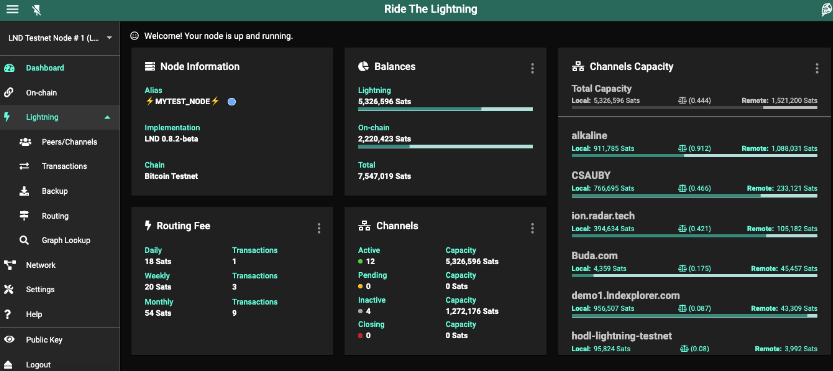 Ride The Lightning
LND Testnet Node # 1 (L...
Dashboard
On-chain
Lightning
Peers/Channels
Transactions
Backup
Routing
Graph Lookup
Network
Settings
Help
Public Key
Logout
Welcome! Your node is up and running.
Node Information
Alias
⚡MYTEST_NODE⚡
Implementation
LND 0.8.2-beta
Chain
Bitcoin Testnet
Balances
Lightning
5,326,596 Sats
On-chain
2,220,423 Sats
Total
7,547,019 Sats
Routing Fee
Daily Transactions
18 Sats 1
Weekly Transactions
20 Sats 3
Monthly Transactions
54 Sats 9
Channels
Active Capacity
12 5,326,596 Sats
Pending Capacity
0 0 Sats
Inactive Capacity
4 1,272,176 Sats
Closing Capacity
0 0 Sats
Channels Capacity
Total Capacity
Local: 5,326,596 Sats (0.444) Remote: 1,521,200 Sats
alkaline
Local: 911,785 Sats (0.912) Remote: 1,088,031 Sats
CSAUBY
Local: 766,695 Sats (0.466) Remote: 233,121 Sats
ion.radar.tech
Local: 394,634 Sats (0.421) Remote: 105,182 Sats
Buda.com
Local: 4,359 Sats (0.175) Remote: 45,457 Sats
demo1.lndexplorer.com
Local: 956,507 Sats (0.087) Remote: 43,309 Sats
hodl-lightning-testnet
Local: 95,824 Sats (0.08) Remote: 3,992 Sats